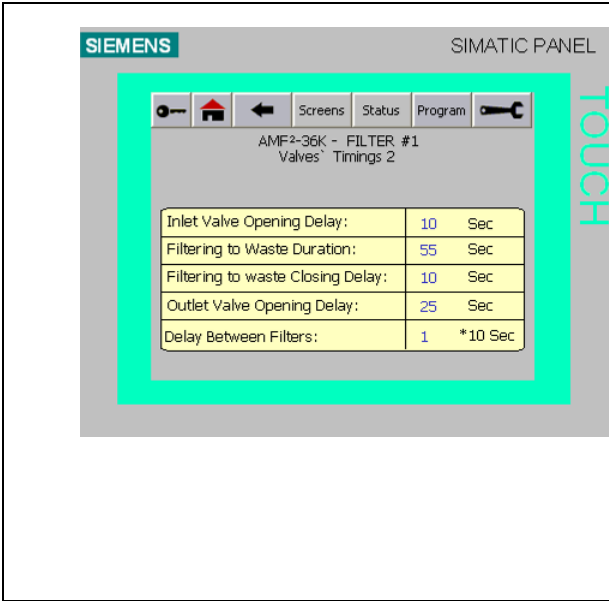 SIEMENS
SIMATIC PANEL
TOUCH
Screens Status Program
AMF²-36K - FILTER #1
Valves` Timings 2
Inlet Valve Opening Delay: 10 Sec
Filtering to Waste Duration: 55 Sec
Filtering to waste Closing Delay: 10 Sec
Outlet Valve Opening Delay: 25 Sec
Delay Between Filters: 1 *10 Sec